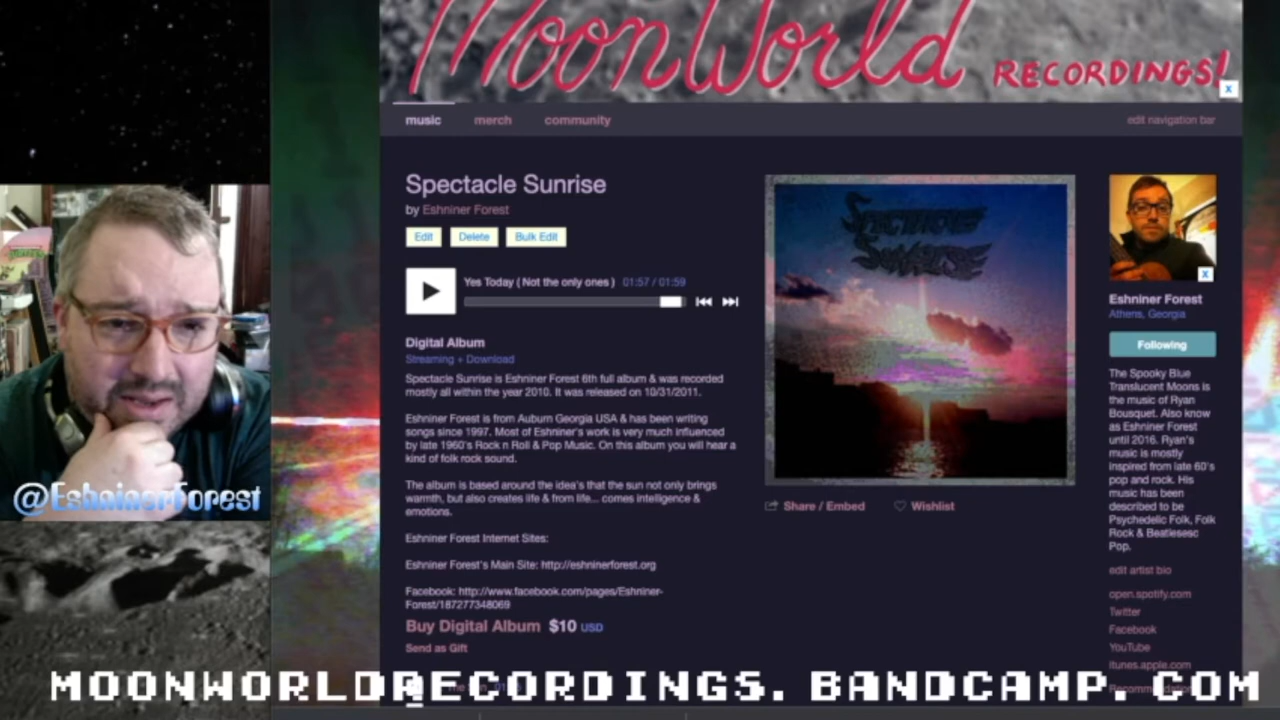 MoonWorld RECORDINGS!
X
music merch community edit navigation bar
Spectacle Sunrise
by Eshniner Forest
Edit Delete Bulk Edit
Yes Today ( Not the only ones ) 01:57 / 01:59
Digital Album
Streaming + Download
Spectacle Sunrise is Eshniner Forest 6th full album & was recorded
mostly all within the year 2010. It was released on 10/31/2011.
Eshniner Forest is from Auburn Georgia USA & has been writing
songs since 1997. Most of Eshniner's work is very much influenced
by late 1960's Rock n Roll & Pop Music. On this album you will hear a
kind of folk rock sound.
The album is based around the idea's that the sun not only brings
warmth, but also creates life & from life... comes intelligence &
emotions.
Eshniner Forest Internet Sites:
Eshniner Forest's Main Site: http://eshninerforest.org
Facebook: http://www.facebook.com/pages/Eshniner-
Forest/187277348069
Buy Digital Album $10 USD
Send as Gift
Spectacle
Sunrise
Share / Embed Wishlist
X
Eshniner Forest
Athens, Georgia
Following
The Spooky Blue
Translucent Moons is
the music of Ryan
Bousquet. Also know
as Eshniner Forest
until 2016. Ryan's
music is mostly
inspired from late 60's
pop and rock. His
music has been
described to be
Psychedelic Folk, Folk
Rock & Beatlesesc
Pop.
edit artist bio
open.spotify.com
Twitter
Facebook
YouTube
itunes.apple.com
@EshninerForest
MOONWORLDRECORDINGS. BANDCAMP. COM